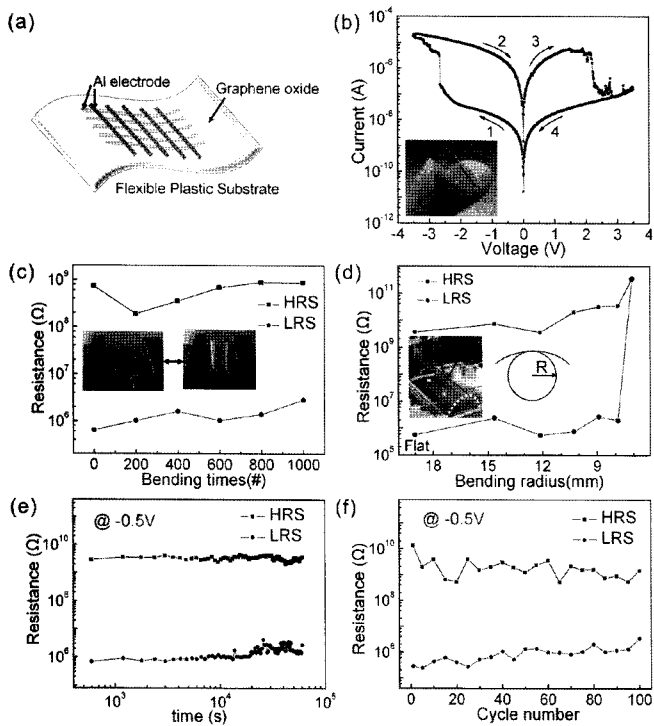 (a)
Al electrode
Graphene oxide
Flexible Plastic Substrate
(b)
Current (A)
10⁻⁴
10⁻⁶
10⁻⁸
10⁻¹⁰
10⁻¹²
2
3
1
4
-4 -3 -2 -1 0 1 2 3 4
Voltage (V)
(c)
Resistance (Ω)
10⁹
10⁸
10⁷
10⁶
HRS
LRS
0 200 400 600 800 1000
Bending times(#)
(d)
Resistance (Ω)
10¹¹
10⁹
10⁷
10⁶
10⁵
HRS
LRS
R
Flat
18 15 12 9
Bending radius(mm)
(e)
@ -0.5V
Resistance (Ω)
10¹⁰
10⁸
10⁶
HRS
LRS
10³ 10⁴ 10⁵
time (s)
(f)
@ -0.5V
Resistance (Ω)
10¹⁰
10⁸
10⁶
HRS
LRS
0 20 40 60 80 100
Cycle number